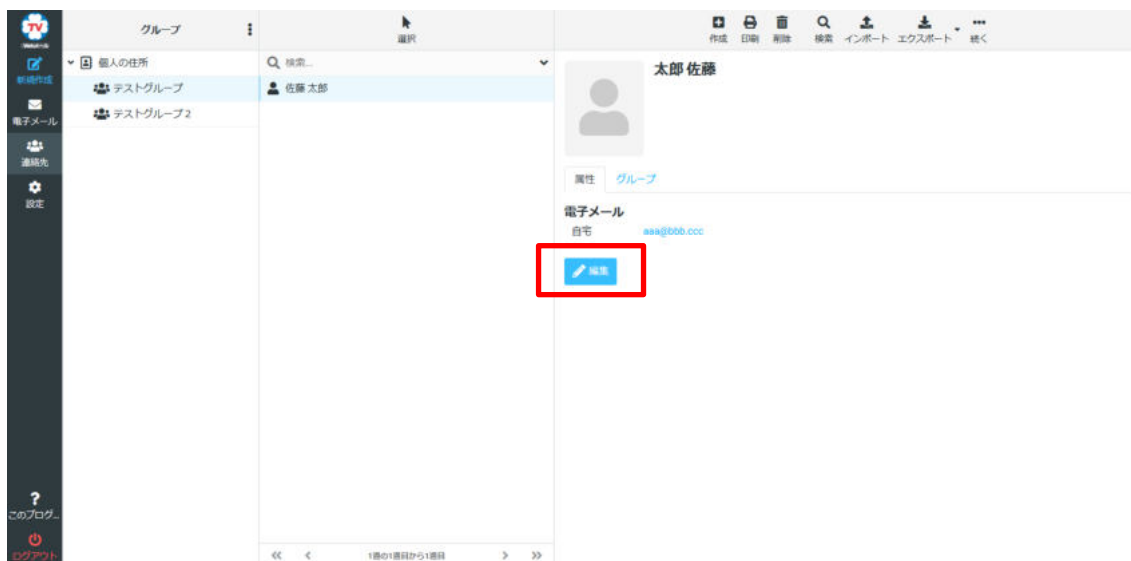 TV
新規作成
電子メール
連絡先
設定
?
このプログ...
ログアウト
グループ
個人の住所
テストグループ
テストグループ2
選択
検索...
佐藤 太郎
1通の1通目から1通目
作成
印刷
削除
検索
インポート
エクスポート
続く
太郎 佐藤
属性
グループ
電子メール
自宅
aaa@bbb.ccc
編集